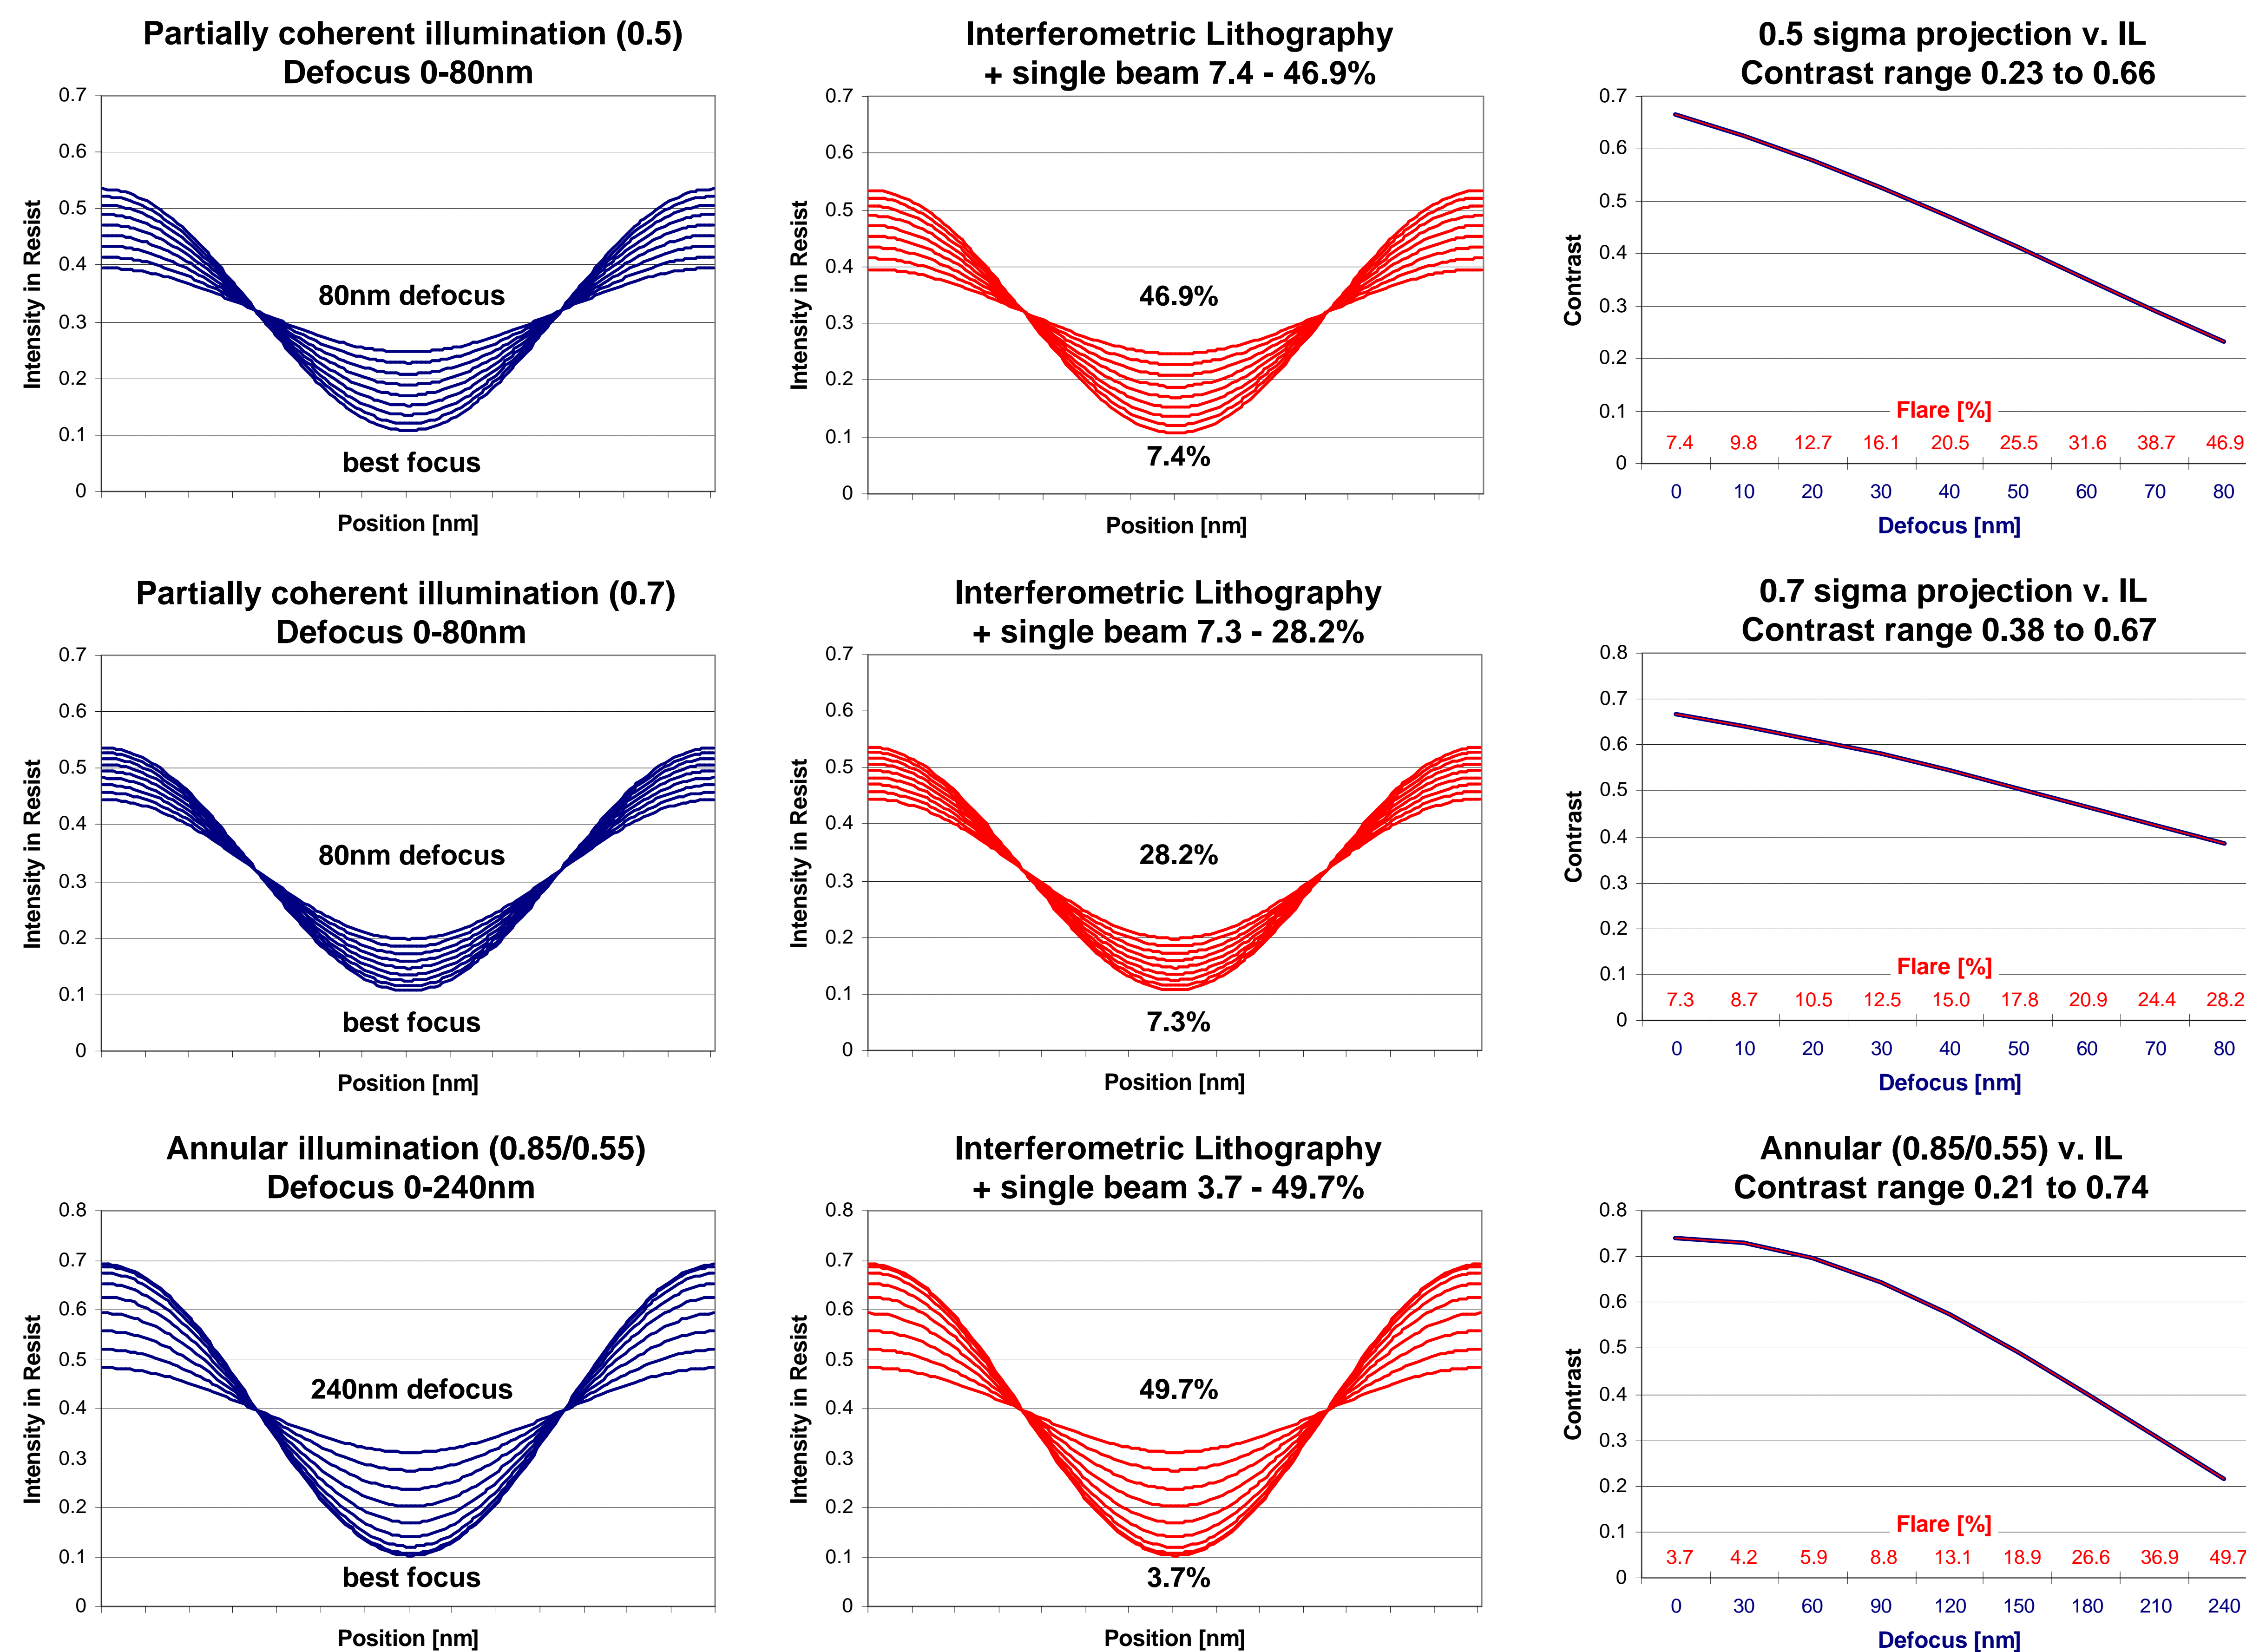 Partially coherent illumination (0.5)
Defocus 0-80nm
0.7
0.6
0.5
0.4
0.3
0.2
0.1
0
Intensity in Resist
80nm defocus
best focus
Position [nm]
Interferometric Lithography
+ single beam 7.4 - 46.9%
0.7
0.6
0.5
0.4
0.3
0.2
0.1
0
Intensity in Resist
46.9%
7.4%
Position [nm]
0.5 sigma projection v. IL
Contrast range 0.23 to 0.66
0.7
0.6
0.5
0.4
0.3
0.2
0.1
0
Contrast
Flare [%]
7.4 9.8 12.7 16.1 20.5 25.5 31.6 38.7 46.9
0 10 20 30 40 50 60 70 80
Defocus [nm]
Partially coherent illumination (0.7)
Defocus 0-80nm
0.7
0.6
0.5
0.4
0.3
0.2
0.1
0
Intensity in Resist
80nm defocus
best focus
Position [nm]
Interferometric Lithography
+ single beam 7.3 - 28.2%
0.7
0.6
0.5
0.4
0.3
0.2
0.1
0
Intensity in Resist
28.2%
7.3%
Position [nm]
0.7 sigma projection v. IL
Contrast range 0.38 to 0.67
0.8
0.7
0.6
0.5
0.4
0.3
0.2
0.1
0
Contrast
Flare [%]
7.3 8.7 10.5 12.5 15.0 17.8 20.9 24.4 28.2
0 10 20 30 40 50 60 70 80
Defocus [nm]
Annular illumination (0.85/0.55)
Defocus 0-240nm
0.8
0.7
0.6
0.5
0.4
0.3
0.2
0.1
0
Intensity in Resist
240nm defocus
best focus
Position [nm]
Interferometric Lithography
+ single beam 3.7 - 49.7%
0.8
0.7
0.6
0.5
0.4
0.3
0.2
0.1
0
Intensity in Resist
49.7%
3.7%
Position [nm]
Annular (0.85/0.55) v. IL
Contrast range 0.21 to 0.74
0.8
0.7
0.6
0.5
0.4
0.3
0.2
0.1
0
Contrast
Flare [%]
3.7 4.2 5.9 8.8 13.1 18.9 26.6 36.9 49.7
0 30 60 90 120 150 180 210 240
Defocus [nm]